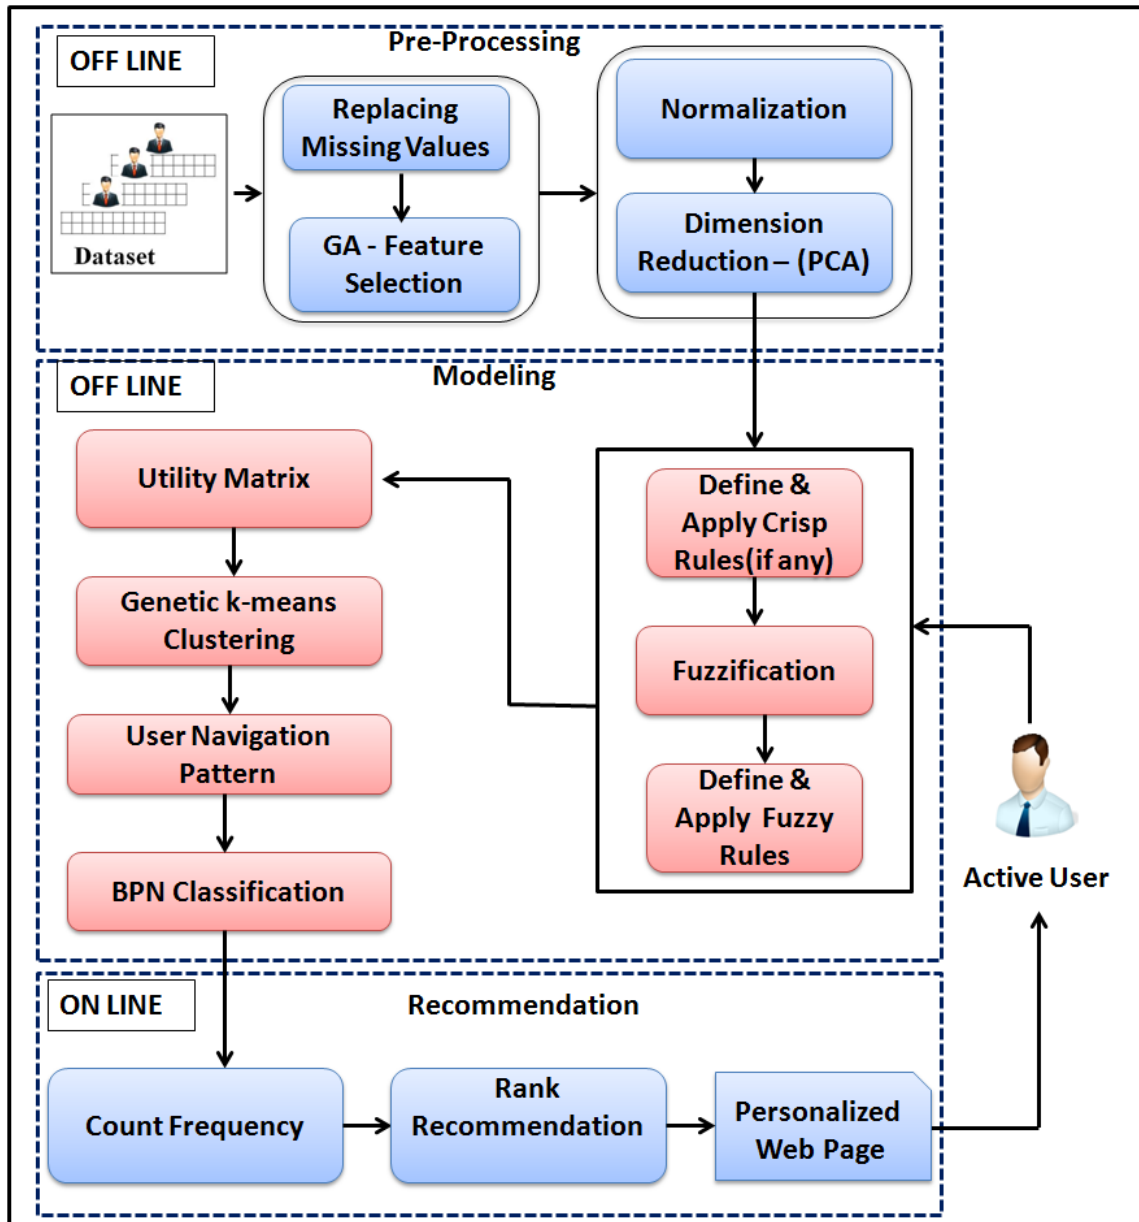 Pre-Processing
OFF LINE
Dataset
Replacing
Missing Values
GA - Feature
Selection
Normalization
Dimension
Reduction – (PCA)
OFF LINE
Modeling
Utility Matrix
Genetic k-means
Clustering
User Navigation
Pattern
BPN Classification
Define &
Apply Crisp
Rules(if any)
Fuzzification
Define &
Apply Fuzzy
Rules
Active User
ON LINE
Recommendation
Count Frequency
Rank
Recommendation
Personalized
Web Page